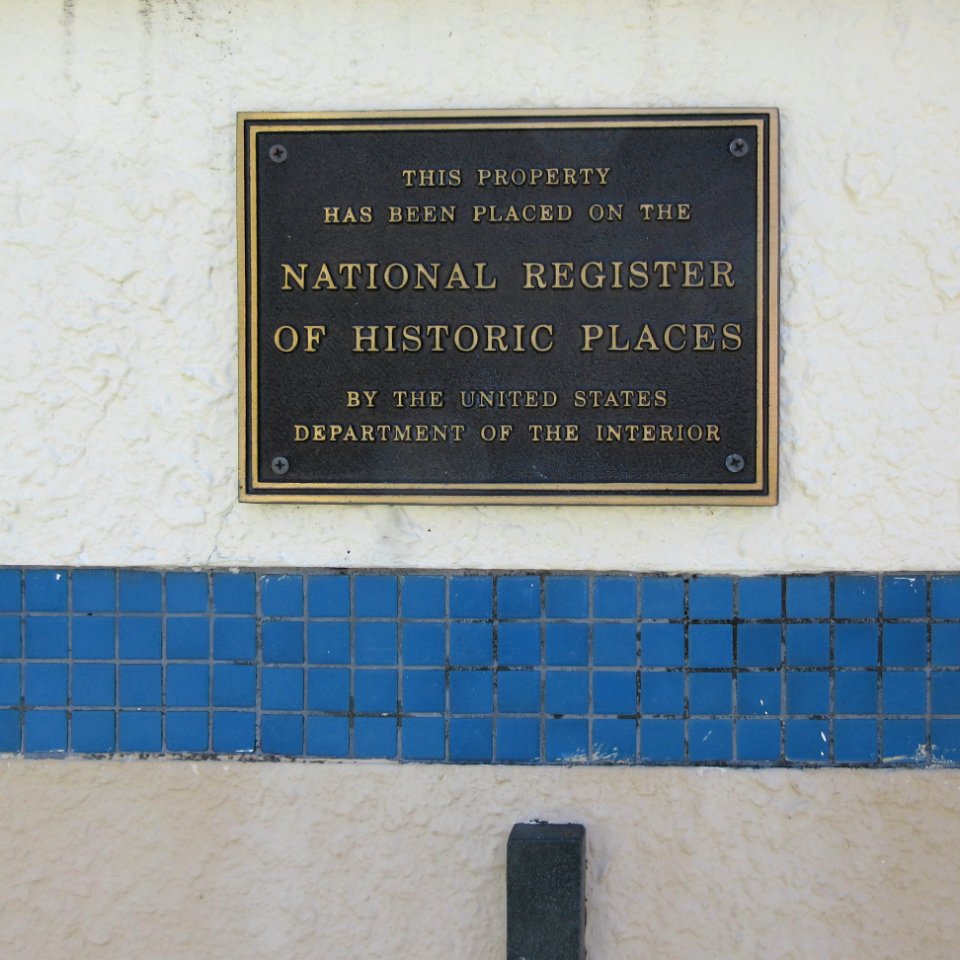 THIS PROPERTY
HAS BEEN PLACED ON THE
NATIONAL REGISTER
OF HISTORIC PLACES
BY THE UNITED STATES
DEPARTMENT OF THE INTERIOR